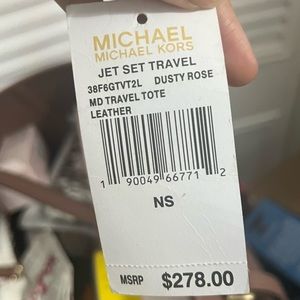 MICHAEL
MICHAEL KORS
JET SET TRAVEL
38F6GTVT2L DUSTY ROSE
MD TRAVEL TOTE
LEATHER
1 90049 66771 2
NS
MSRP $278.00